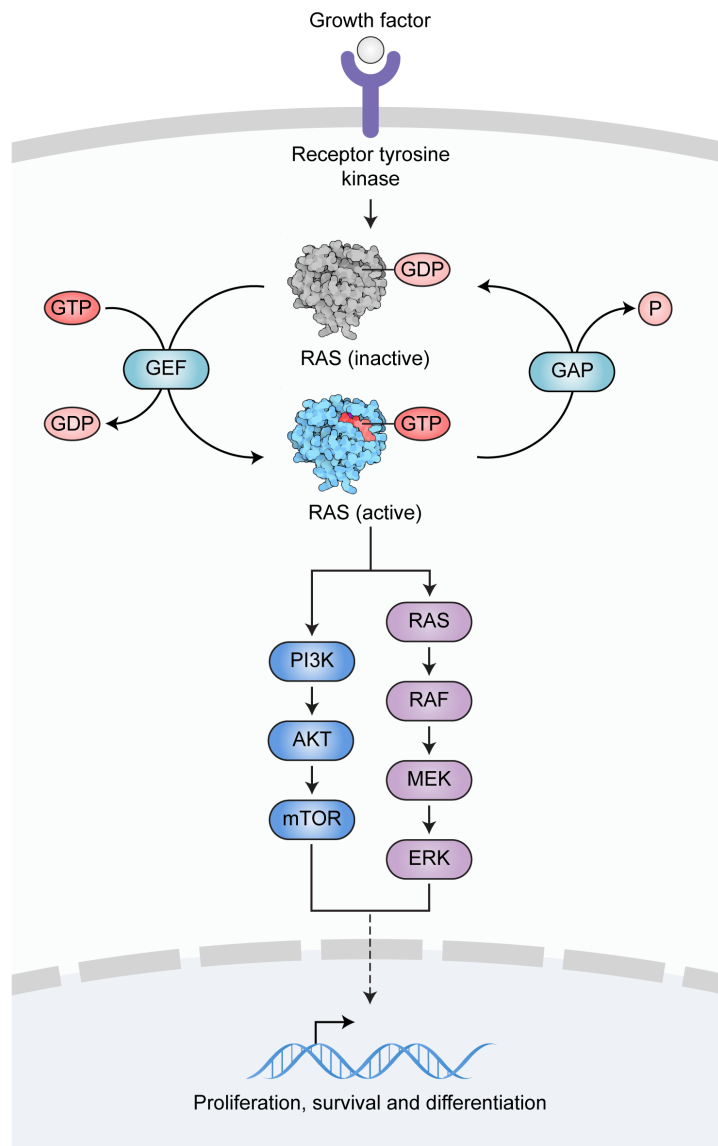 Growth factor
Receptor tyrosine
kinase
GDP
GTP
P
RAS (inactive)
GEF
GAP
GDP
GTP
RAS (active)
RAS
PI3K
RAF
AKT
MEK
mTOR
ERK
Proliferation, survival and differentiation